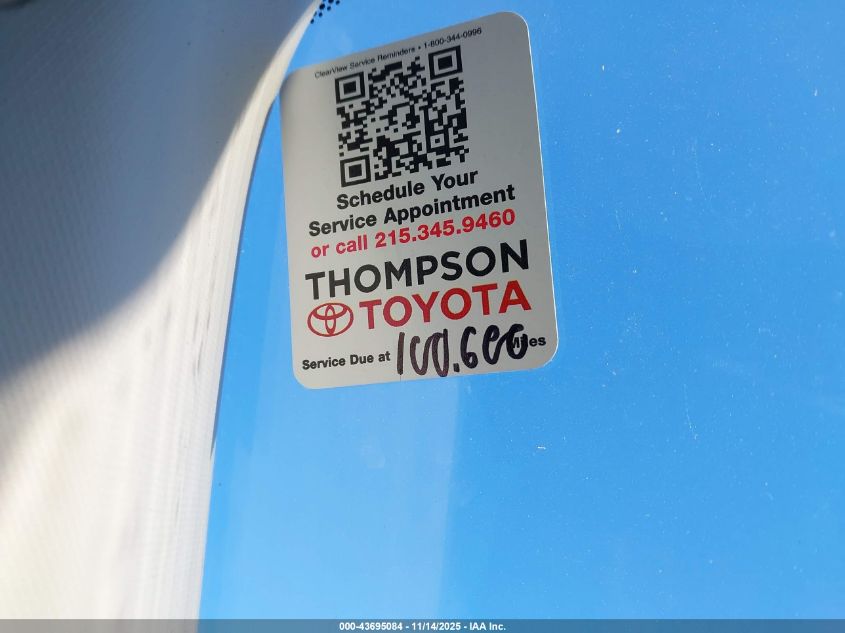 ClearView Service Reminders • 1-800-344-0996
Schedule Your
Service Appointment
or call 215.345.9460
THOMPSON
TOYOTA
Service Due at 100.600 Miles
000-43695084 - 11/14/2025 - IAA Inc.